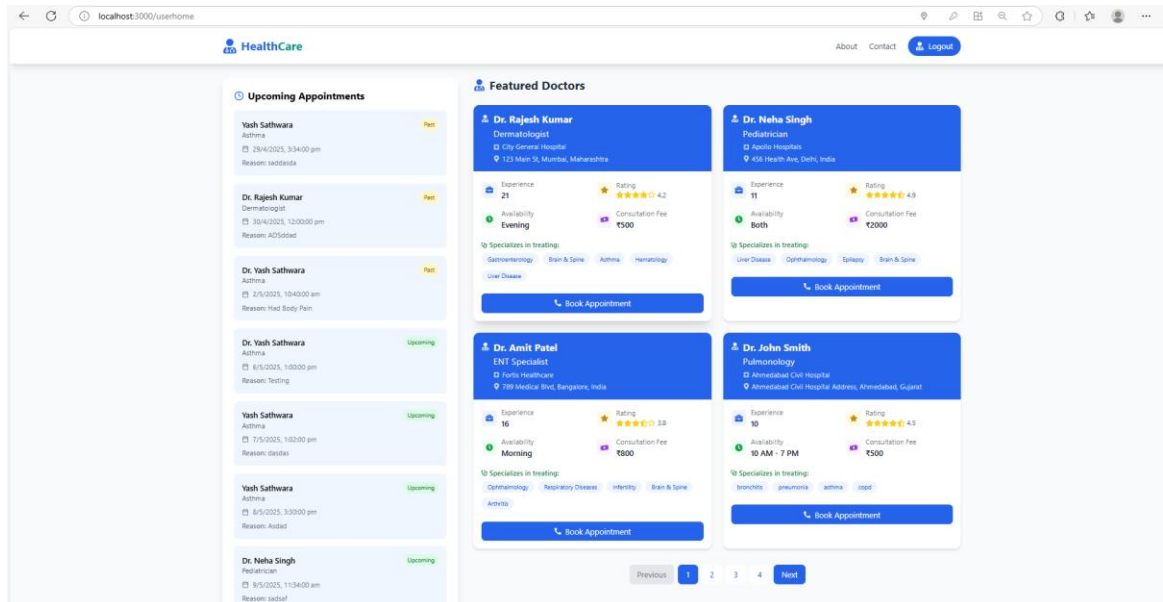 localhost:3000/userhome
HealthCare
About Contact Logout
Upcoming Appointments
Yash Sathwara Past
Asthma
29/4/2025, 3:34:00 pm
Reason: saddasda
Dr. Rajesh Kumar Past
Dermatologist
30/4/2025, 12:00:00 pm
Reason: ADSddad
Dr. Yash Sathwara Past
Asthma
2/5/2025, 10:40:00 am
Reason: Had Body Pain
Dr. Yash Sathwara Upcoming
Asthma
6/5/2025, 1:00:00 pm
Reason: Testing
Yash Sathwara Upcoming
Asthma
7/5/2025, 1:02:00 pm
Reason: dasdas
Yash Sathwara Upcoming
Asthma
8/5/2025, 3:30:00 pm
Reason: Asdad
Dr. Neha Singh Upcoming
Pediatrician
9/5/2025, 11:34:00 am
Reason: sadsaf
Featured Doctors
Dr. Rajesh Kumar
Dermatologist
City General Hospital
123 Main St, Mumbai, Maharashtra
Experience Rating
21 4.2
Availability Consultation Fee
Evening ₹500
Specializes in treating:
Gastroenterology Brain & Spine Asthma Hematology
Liver Disease
Book Appointment
Dr. Neha Singh
Pediatrician
Apollo Hospitals
456 Health Ave, Delhi, India
Experience Rating
11 4.9
Availability Consultation Fee
Both ₹2000
Specializes in treating:
Liver Disease Ophthalmology Epilepsy Brain & Spine
Book Appointment
Dr. Amit Patel
ENT Specialist
Fortis Healthcare
789 Medical Blvd, Bangalore, India
Experience Rating
16 3.8
Availability Consultation Fee
Morning ₹800
Specializes in treating:
Ophthalmology Respiratory Diseases Infertility Brain & Spine
Arthritis
Book Appointment
Dr. John Smith
Pulmonology
Ahmedabad Civil Hospital
Ahmedabad Civil Hospital Address, Ahmedabad, Gujarat
Experience Rating
10 4.5
Availability Consultation Fee
10 AM - 7 PM ₹500
Specializes in treating:
bronchitis pneumonia asthma copd
Book Appointment
Previous 1 2 3 4 Next